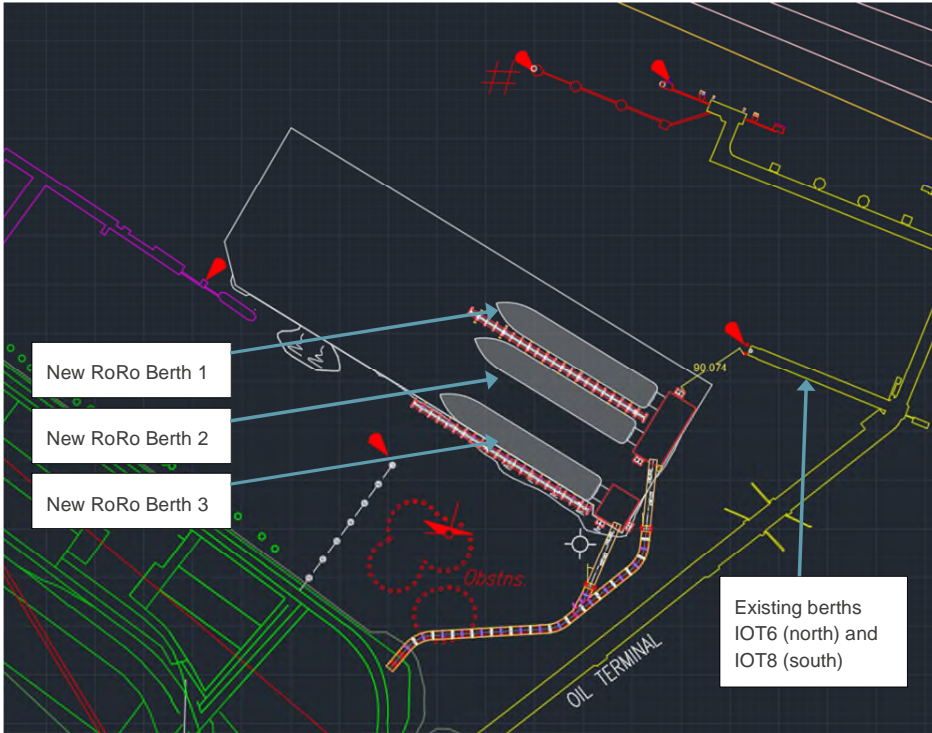 90.074
New RoRo Berth 1
New RoRo Berth 2
New RoRo Berth 3
Obstns.
Existing berths
IOT6 (north) and
IOT8 (south)
OIL TERMINAL